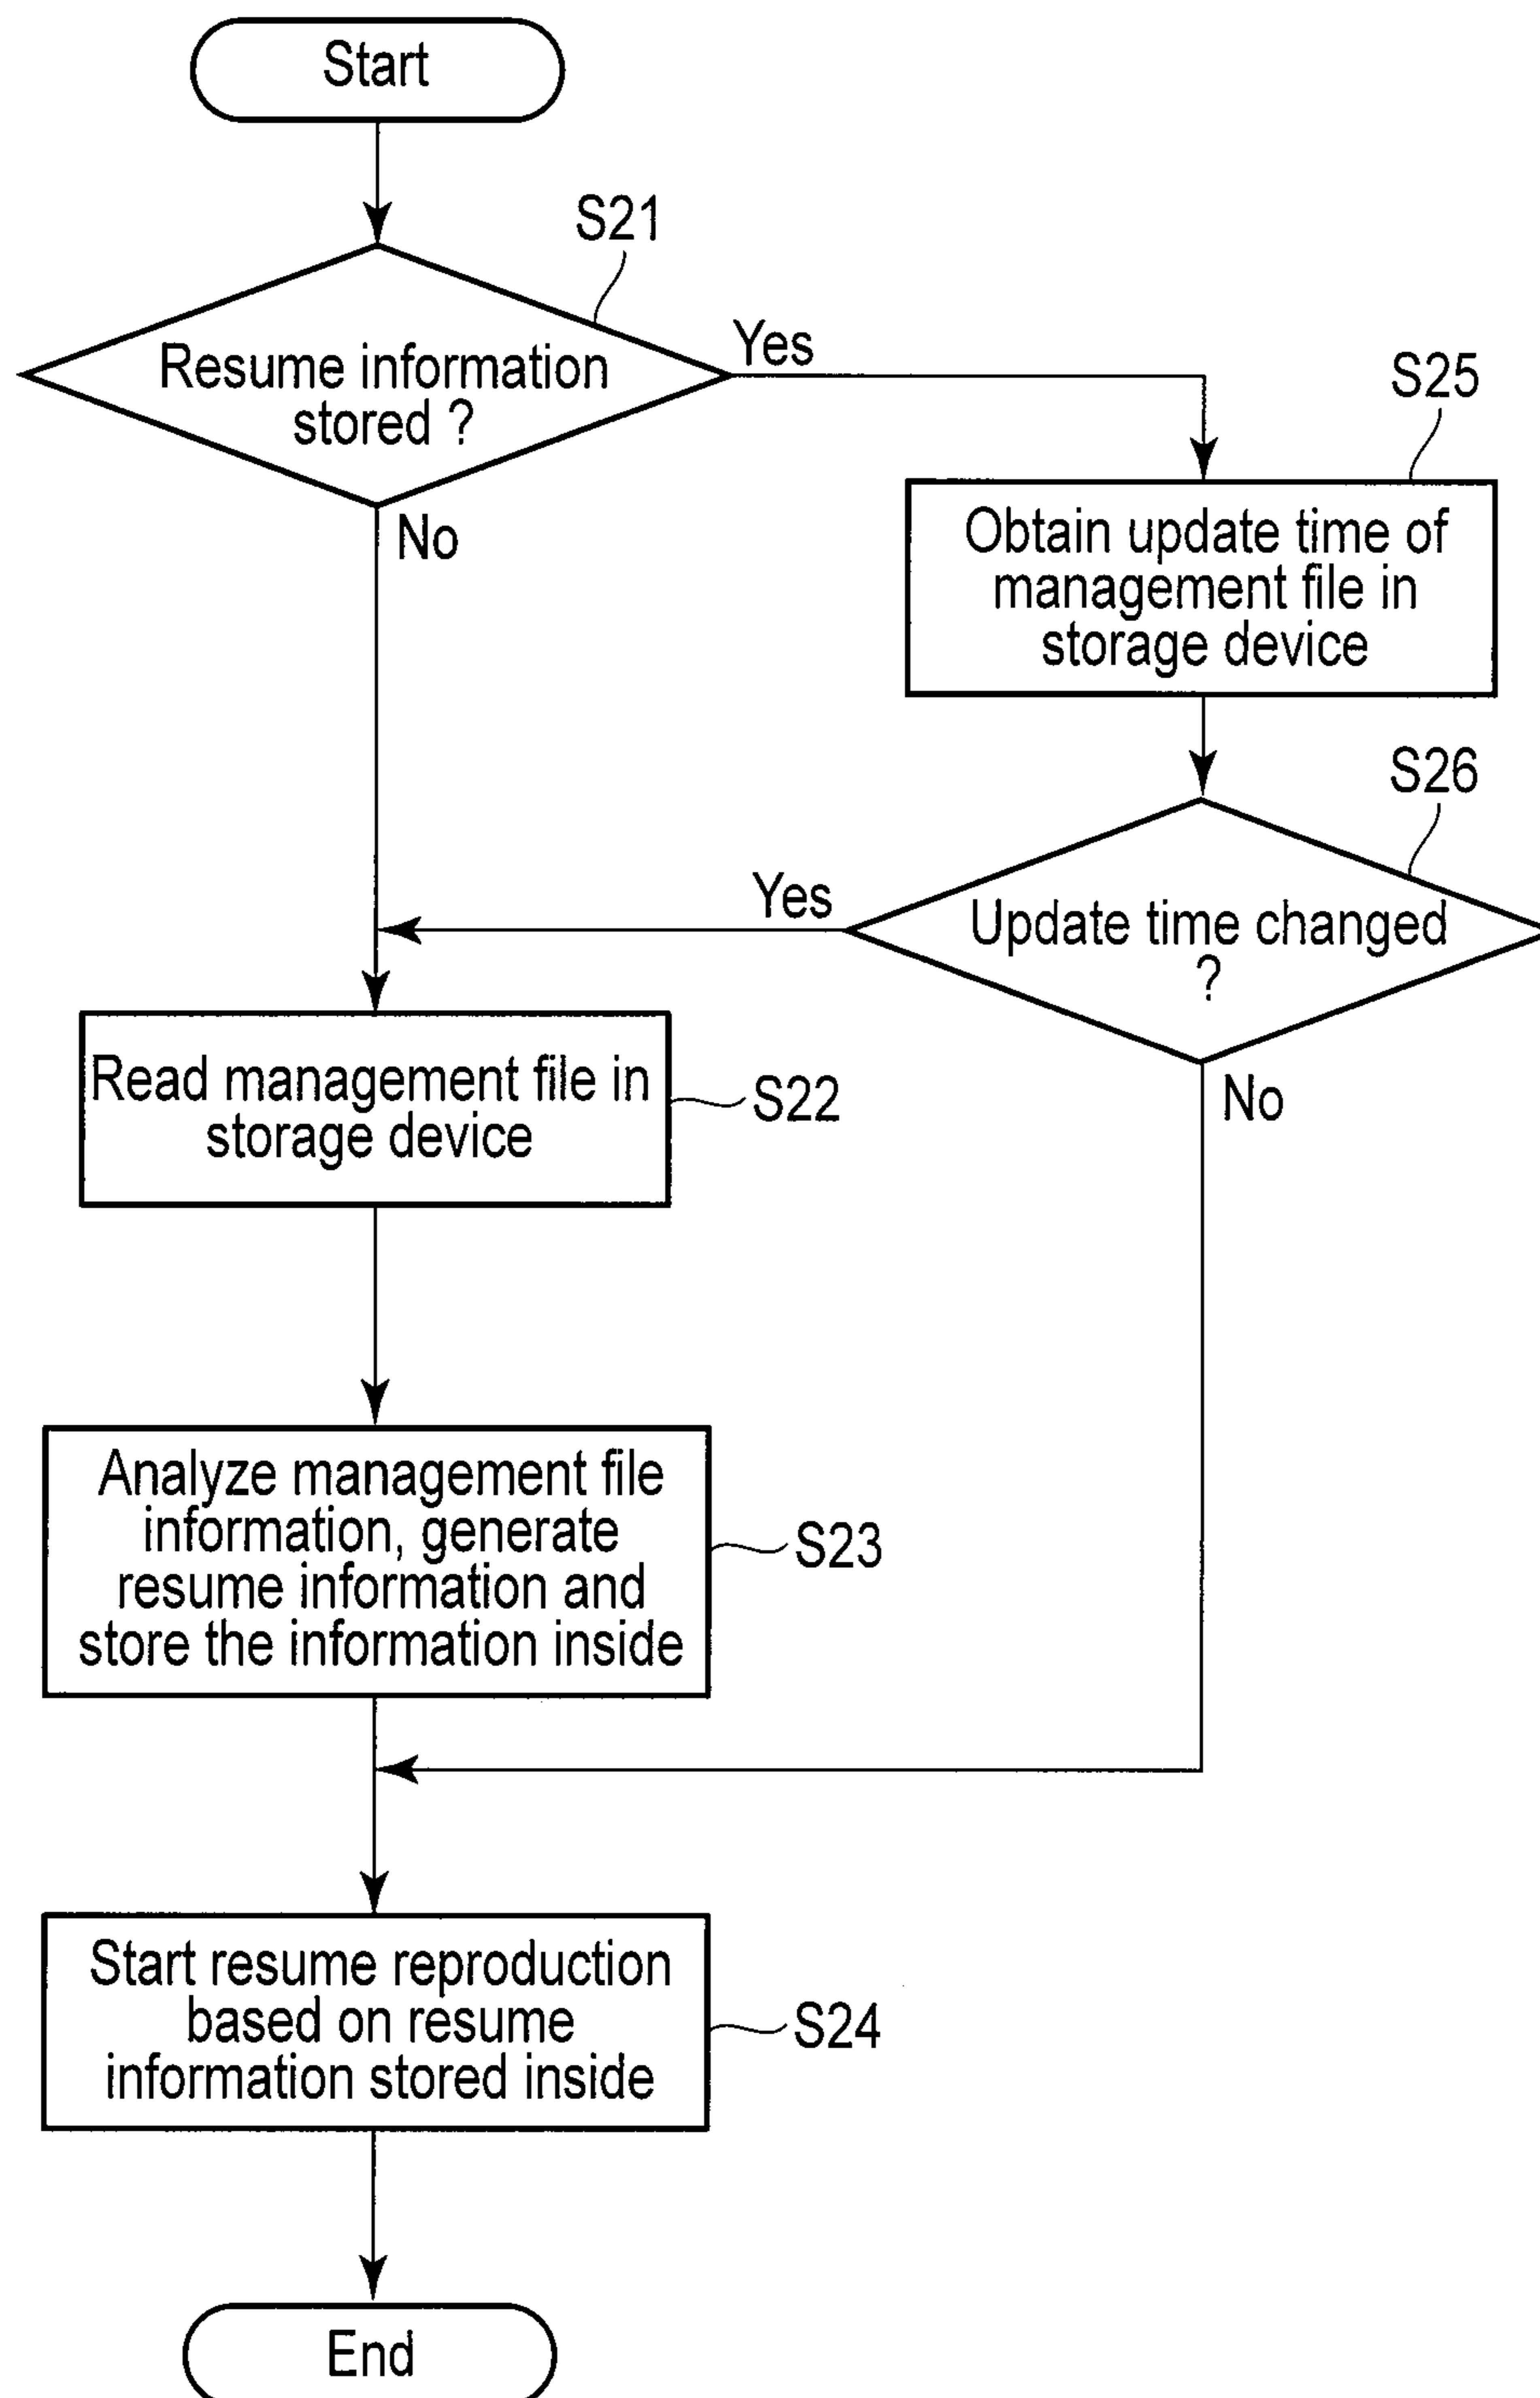 Start
S21
Resume information
stored ?
Yes
No
S25
Obtain update time of
management file in
storage device
S26
Update time changed
?
Yes
No
Read management file in
storage device
S22
Analyze management file
information, generate
resume information and
store the information inside
S23
Start resume reproduction
based on resume
information stored inside
S24
End